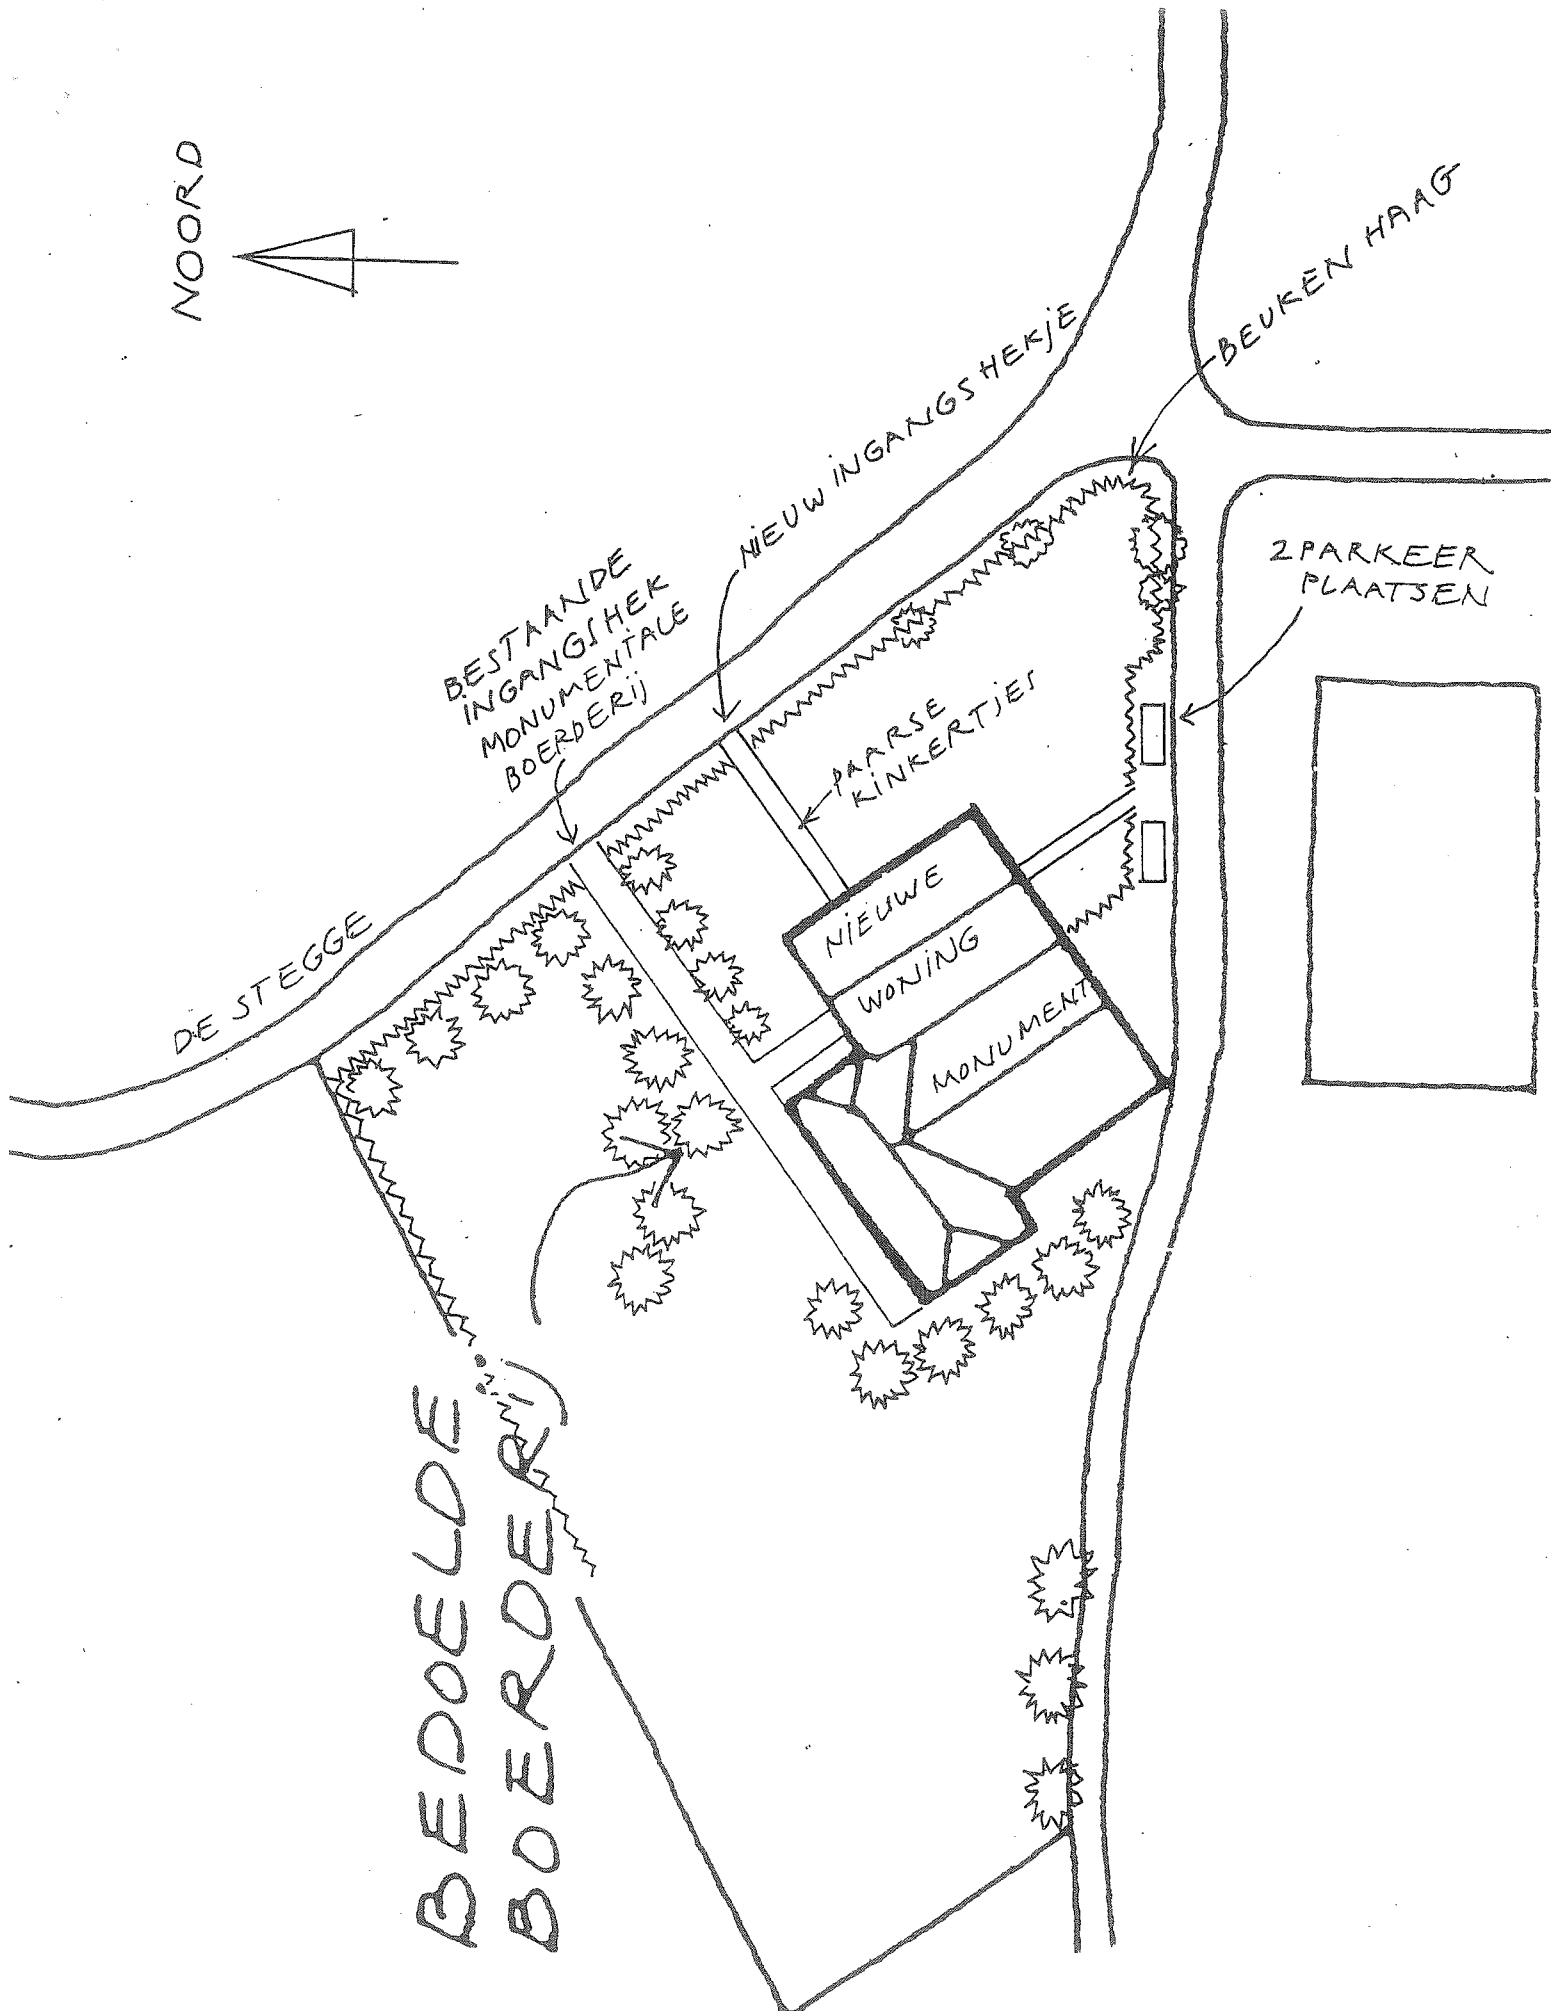 NOORD
BEUKEN HAAG
NIEUW INGANGSHEKJE
2 PARKEER
PLAATSEN
BESTAANDE
INGANGSHEK
MONUMENTALE
BOERDERIJ
PAARSE
KINKERTJES
DE STEGGE
NIEUWE
WONING
MONUMENT
BEDOELDE
BOERDERIJ